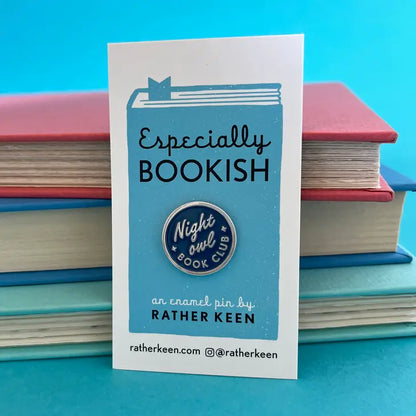 Especially
BOOKISH
Night
owl
BOOK CLUB
an enamel pin by
RATHER KEEN
ratherkeen.com @ratherkeen